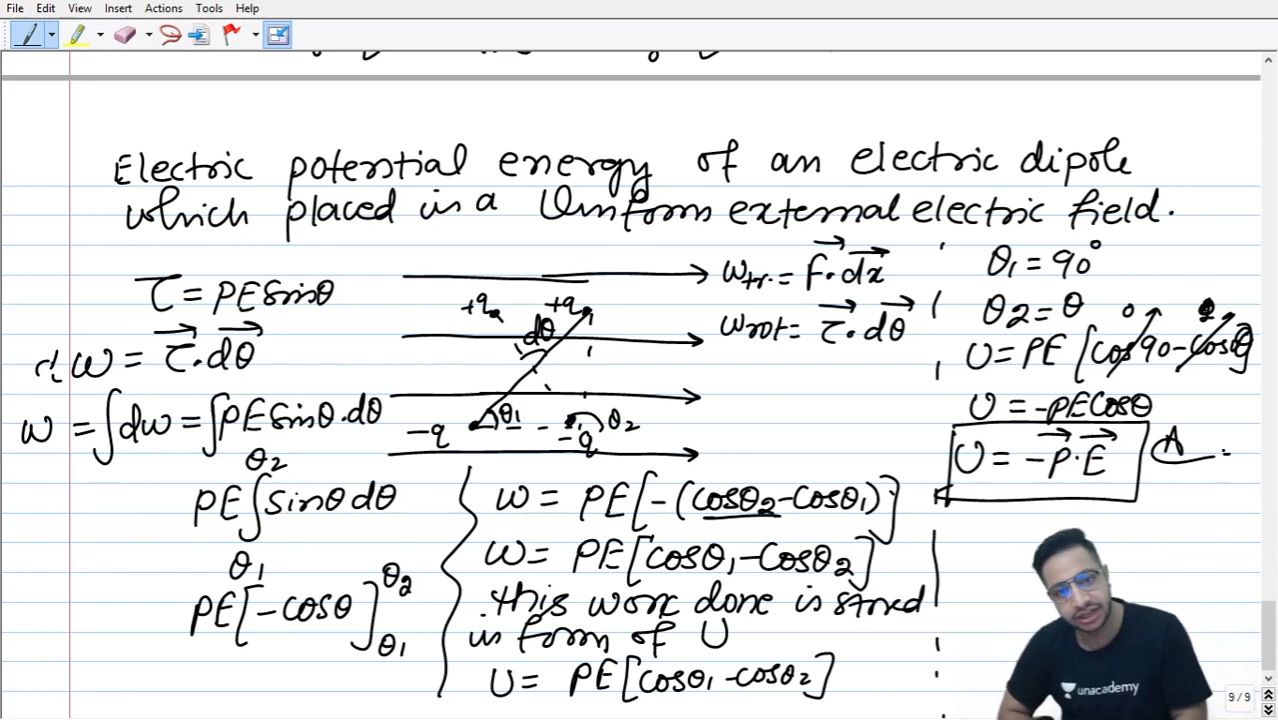 File Edit View Insert Actions Tools Help
Electric potential energy of an electric dipole
which placed in a Uniform external electric field.
τ = PE sinθ
dw = τ⃗·dθ⃗
w = ∫dw = ∫PE sinθ·dθ
θ2
PE∫sinθ dθ
θ1
PE[-cosθ]θ2 θ1
+q +q
dθ
-q θ1 -q θ2
wtr. = F⃗·dx⃗
wrot = τ⃗·dθ⃗
w = PE[-(cosθ2-cosθ1)]
w = PE[cosθ1-cosθ2]
this work done is stored
in form of U
U = PE[cosθ1-cosθ2]
θ1 = 90°
θ2 = θ
0
U = PE[cos90-cosθ]
U = -PEcosθ
U = -P⃗·E⃗ A
unacademy
9 / 9